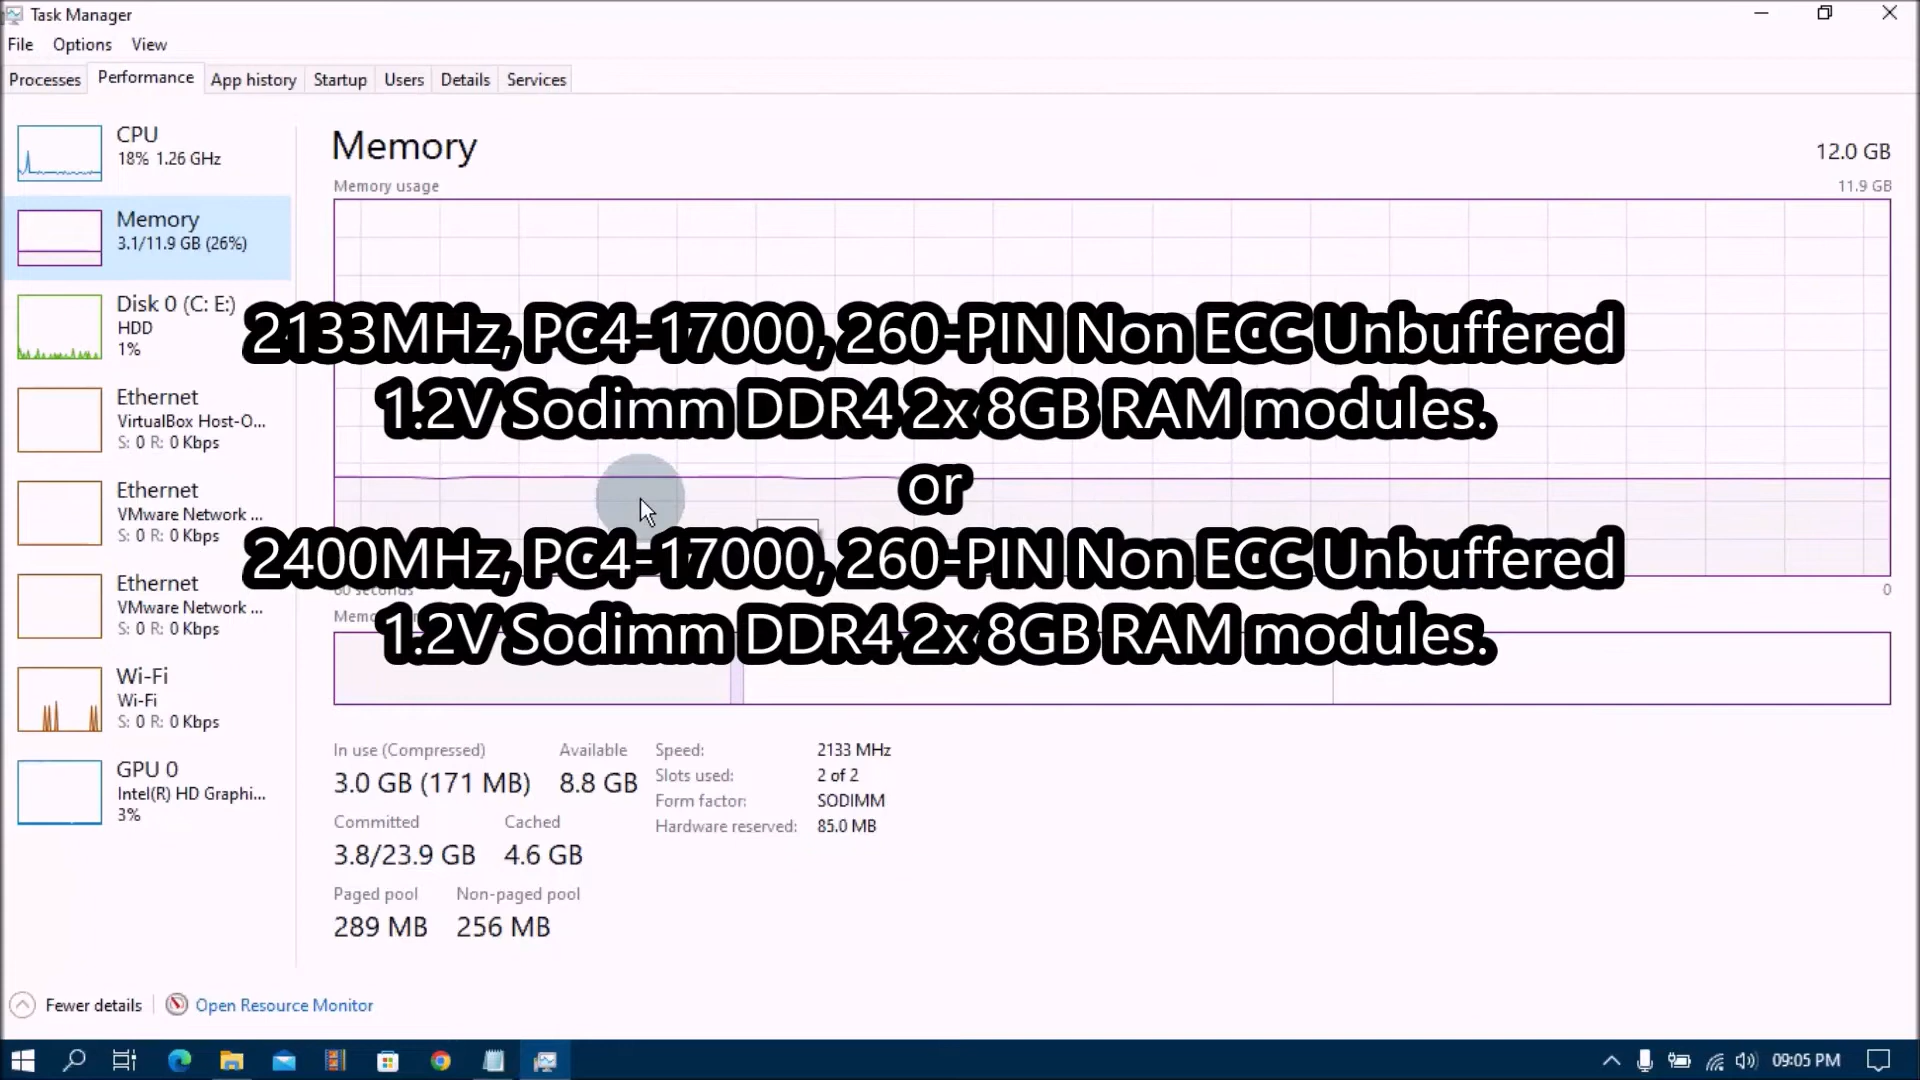 Task Manager
File Options View
Processes Performance App history Startup Users Details Services
CPU
18% 1.26 GHz
Memory
3.1/11.9 GB (26%)
Disk 0 (C: E:)
HDD
1%
Ethernet
VirtualBox Host-O...
S: 0 R: 0 Kbps
Ethernet
VMware Network ...
S: 0 R: 0 Kbps
Ethernet
VMware Network ...
S: 0 R: 0 Kbps
Wi-Fi
Wi-Fi
S: 0 R: 0 Kbps
GPU 0
Intel(R) HD Graphi...
3%
Memory 12.0 GB
Memory usage 11.9 GB
2133MHz, PC4-17000, 260-PIN Non ECC Unbuffered
1.2V Sodimm DDR4 2x 8GB RAM modules.
or
2400MHz, PC4-17000, 260-PIN Non ECC Unbuffered
1.2V Sodimm DDR4 2x 8GB RAM modules.
60 seconds 0
In use (Compressed) Available
3.0 GB (171 MB) 8.8 GB
Committed Cached
3.8/23.9 GB 4.6 GB
Paged pool Non-paged pool
289 MB 256 MB
Speed: 2133 MHz
Slots used: 2 of 2
Form factor: SODIMM
Hardware reserved: 85.0 MB
Fewer details Open Resource Monitor
09:05 PM